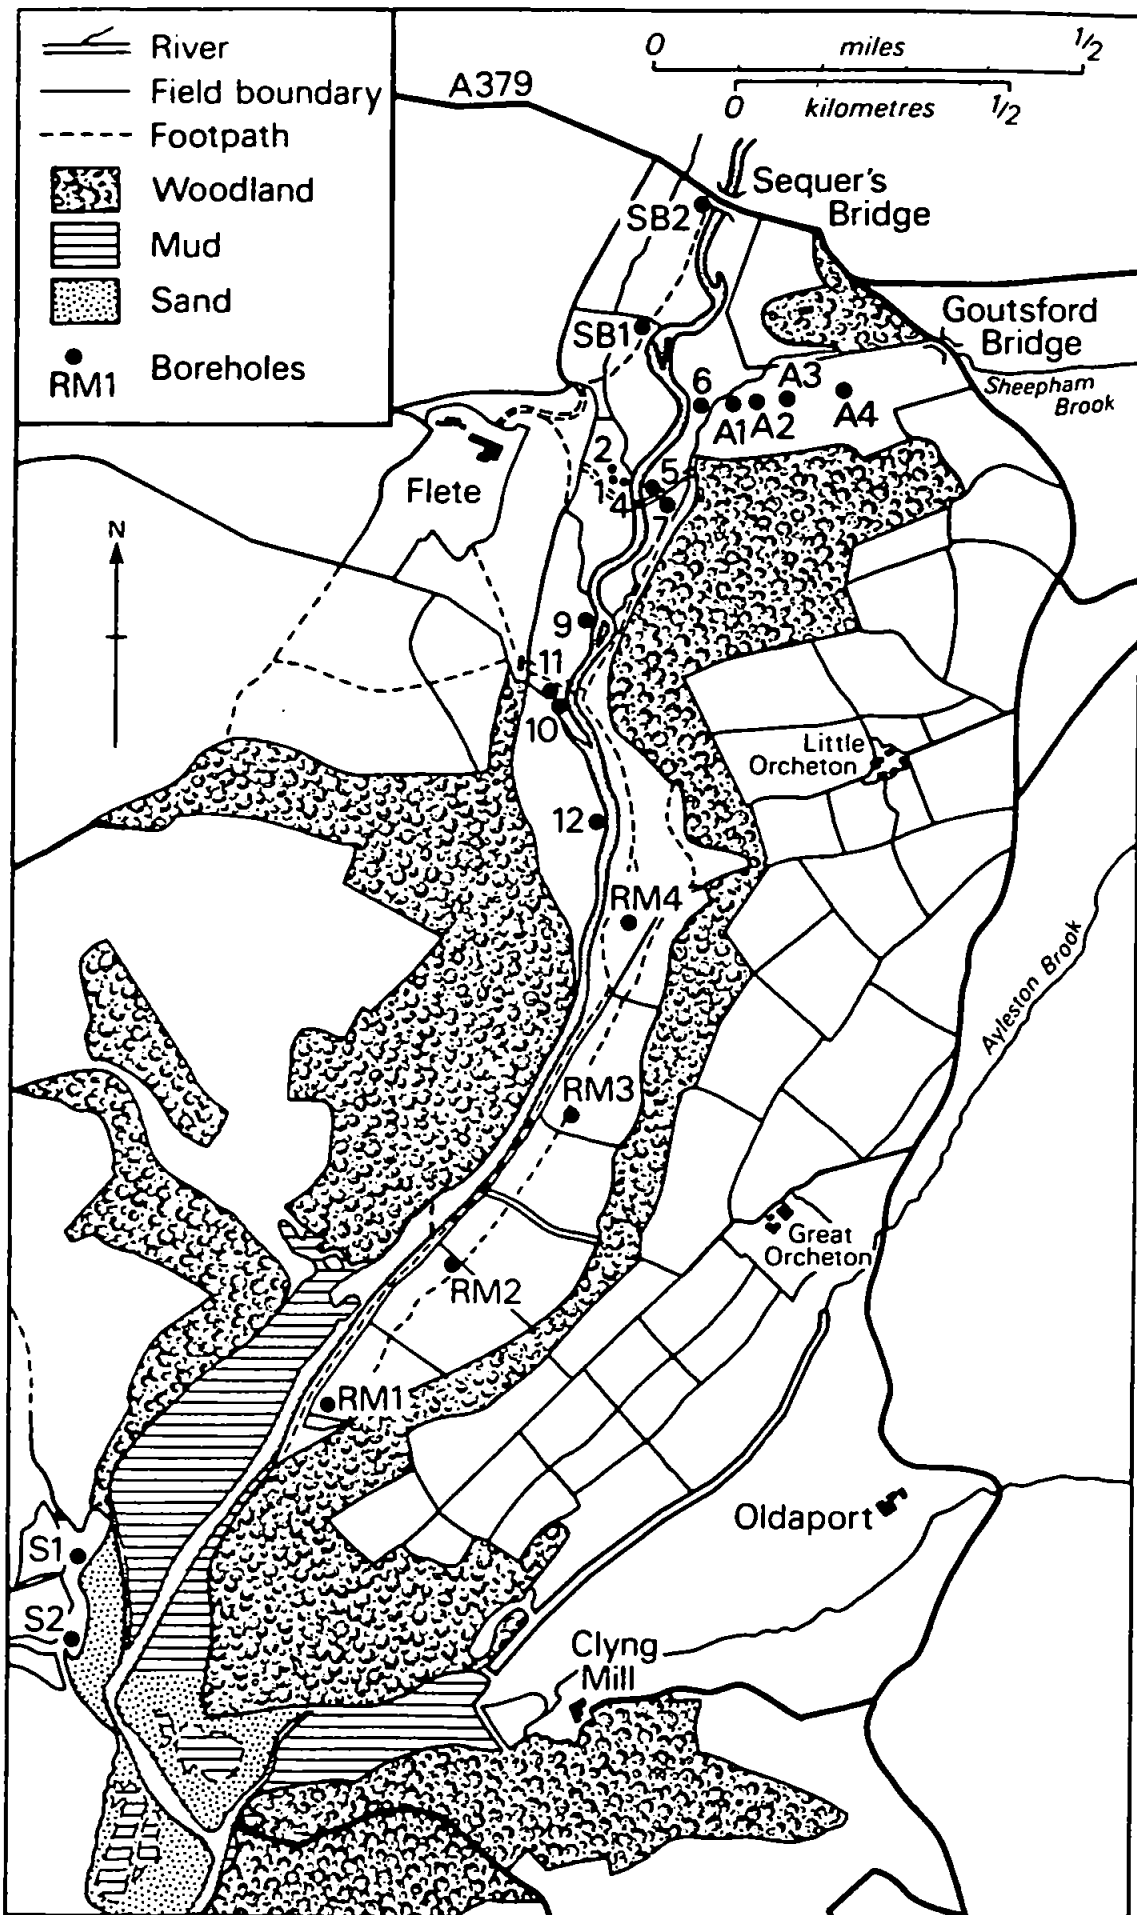 River
Field boundary
Footpath
Woodland
Mud
Sand
RM1 Boreholes
0 miles 1/2
0 kilometres 1/2
A379
Sequer's
Bridge
SB2
Goutsford
Bridge
SB1
Sheepham
Brook
6
A3
A1
A2
A4
2
5
1
4
7
Flete
N
9
11
10
Little
Orcheton
12
RM4
Ayleston Brook
RM3
Great
Orcheton
RM2
RM1
Oldaport
S1
S2
Clyng
Mill